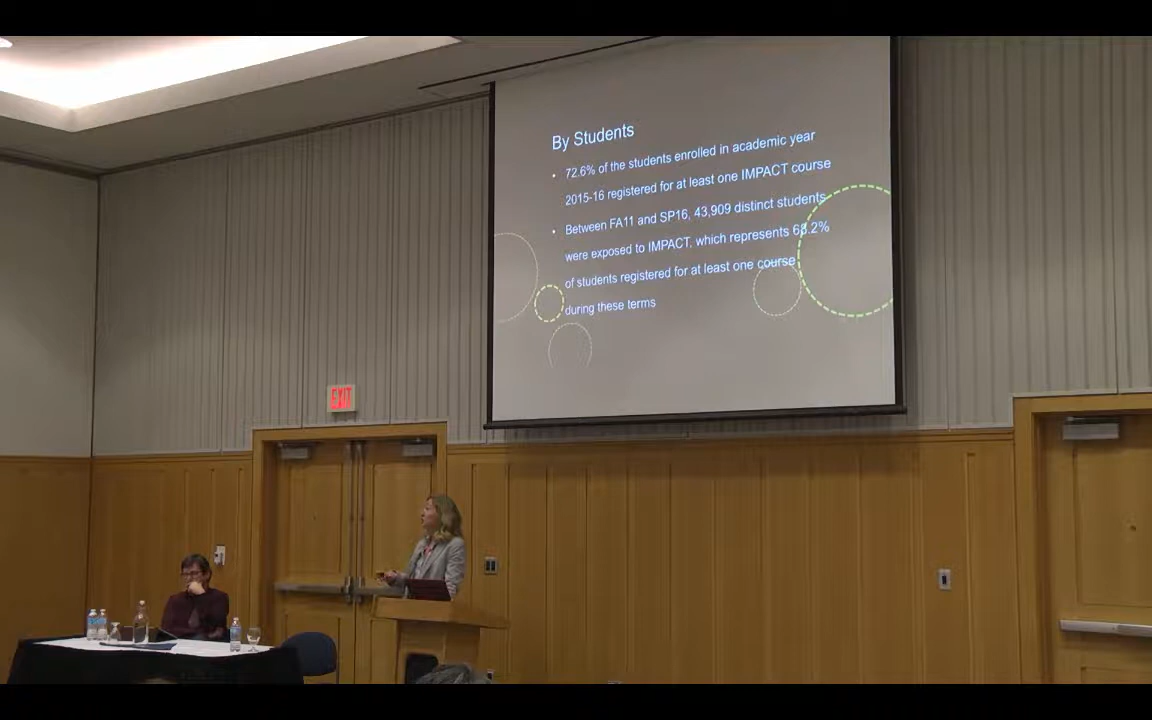 By Students
• 72.6% of the students enrolled in academic year
2015-16 registered for at least one IMPACT course
• Between FA11 and SP16, 43,909 distinct students
were exposed to IMPACT, which represents 68.2%
of students registered for at least one course
during these terms
EXIT